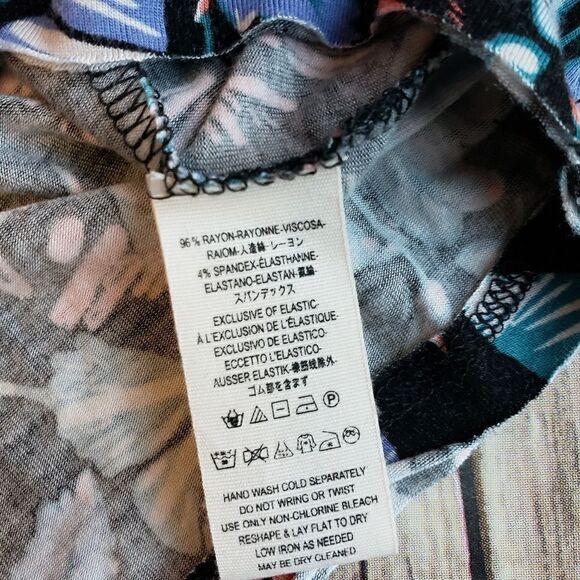 96% RAYON-RAYONNE-VISCOSA-
RAIOM-人造絲-レーヨン
4% SPANDEX-ÉLASTHANNE-
ELASTANO-ELASTAN-氨綸-
スパンデックス
EXCLUSIVE OF ELASTIC-
À L'EXCLUSION DE L'ÉLASTIQUE-
EXCLUSIVO DE ELASTICO-
ECCETTO L'ELASTICO-
AUSSER ELASTIK-橡筋部除外-
ゴム部を含まず
P
HAND WASH COLD SEPARATELY
DO NOT WRING OR TWIST
USE ONLY NON-CHLORINE BLEACH
RESHAPE & LAY FLAT TO DRY
LOW IRON AS NEEDED
MAY BE DRY CLEANED